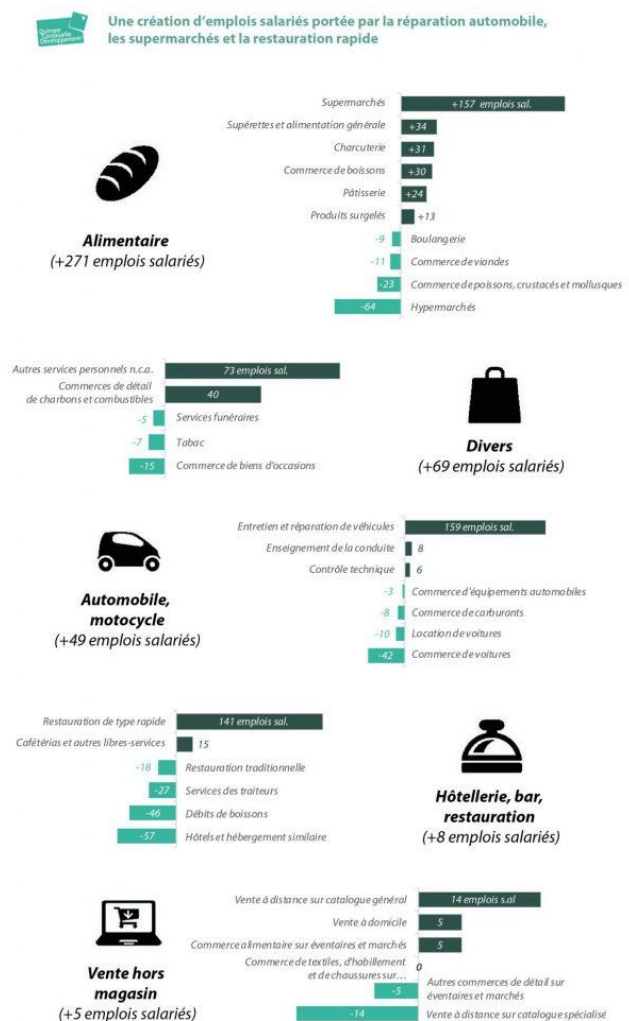 Quimper
Cornouaille
Développement
Une création d'emplois salariés portée par la réparation automobile,
les supermarchés et la restauration rapide
Supermarchés
+157 emplois sal.
Supérettes et alimentation générale
+34
Charcuterie
+31
Commerce de boissons
+30
Pâtisserie
+24
Produits surgelés
+13
-9
Boulangerie
-11
Commerce de viandes
-23
Commerce de poissons, crustacés et mollusques
-64
Hypermarchés
Alimentaire
(+271 emplois salariés)
Autres services personnels n.c.a.
73 emplois sal.
Commerces de détail
de charbons et combustibles
40
-5
Services funéraires
-7
Tabac
-15
Commerce de biens d'occasions
Divers
(+69 emplois salariés)
Entretien et réparation de véhicules
159 emplois sal.
Enseignement de la conduite
8
Contrôle technique
6
-3
Commerce d'équipements automobiles
-8
Commerce de carburants
-10
Location de voitures
-42
Commerce de voitures
Automobile,
motocycle
(+49 emplois salariés)
Restauration de type rapide
141 emplois sal.
Cafétérias et autres libres-services
15
-18
Restauration traditionnelle
-27
Services des traiteurs
-46
Débits de boissons
-57
Hôtels et hébergement similaire
Hôtellerie, bar,
restauration
(+8 emplois salariés)
Vente à distance sur catalogue général
14 emplois s.al
Vente à domicile
5
Commerce alimentaire sur éventaires et marchés
5
Commerce de textiles, d'habillement
et de chaussures sur...
0
-5
Autres commerces de détail sur
éventaires et marchés
-14
Vente à distance sur catalogue spécialisé
Vente hors
magasin
(+5 emplois salariés)